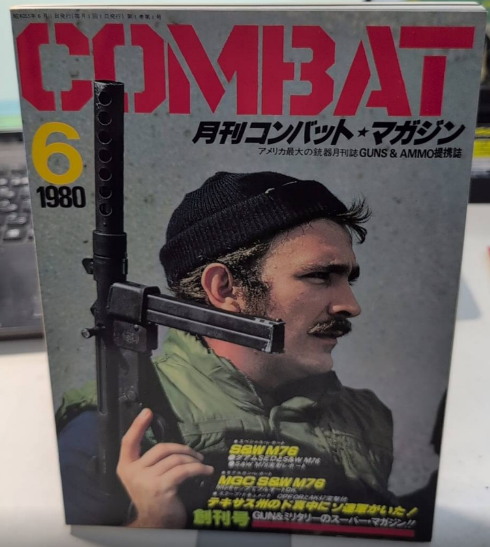 COMBAT
月刊コンバット★マガジン
アメリカ最大の銃器月刊誌 GUNS & AMMO提携誌
6
1980
S&W M76
MGC S&W M76
テキサス州のド真中にソ連軍がいた!
創刊号 GUN&ミリタリーのスーパー・マガジン!!